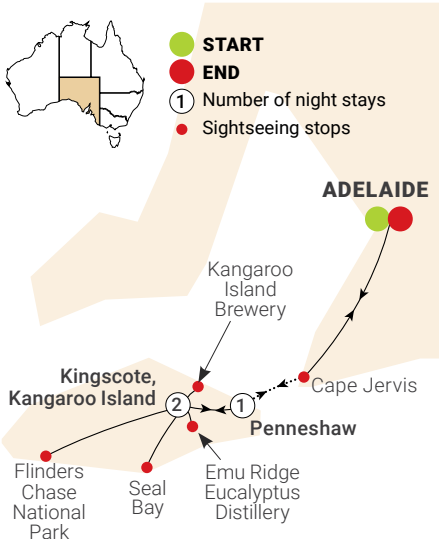 START
END
1 Number of night stays
Sightseeing stops
ADELAIDE
Kangaroo
Island
Brewery
Kingscote,
Kangaroo Island
2
1
Cape Jervis
Penneshaw
Flinders
Chase
National
Park
Seal
Bay
Emu Ridge
Eucalyptus
Distillery